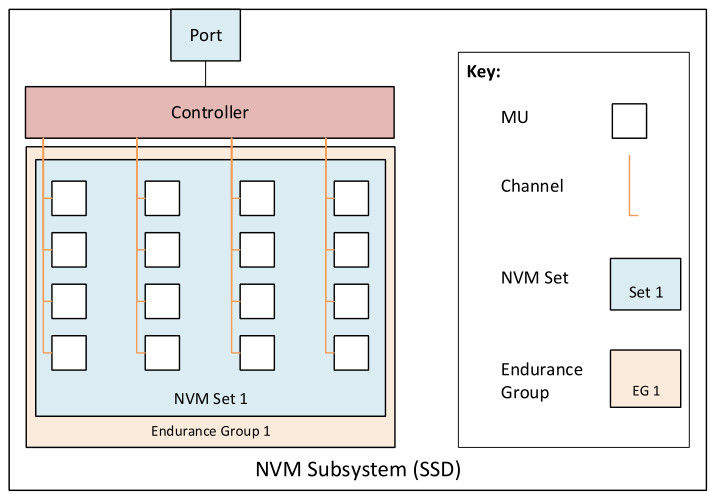 Port
Controller
NVM Set 1
Endurance Group 1
NVM Subsystem (SSD)
Key:
MU
Channel
NVM Set
Set 1
Endurance
Group
EG 1